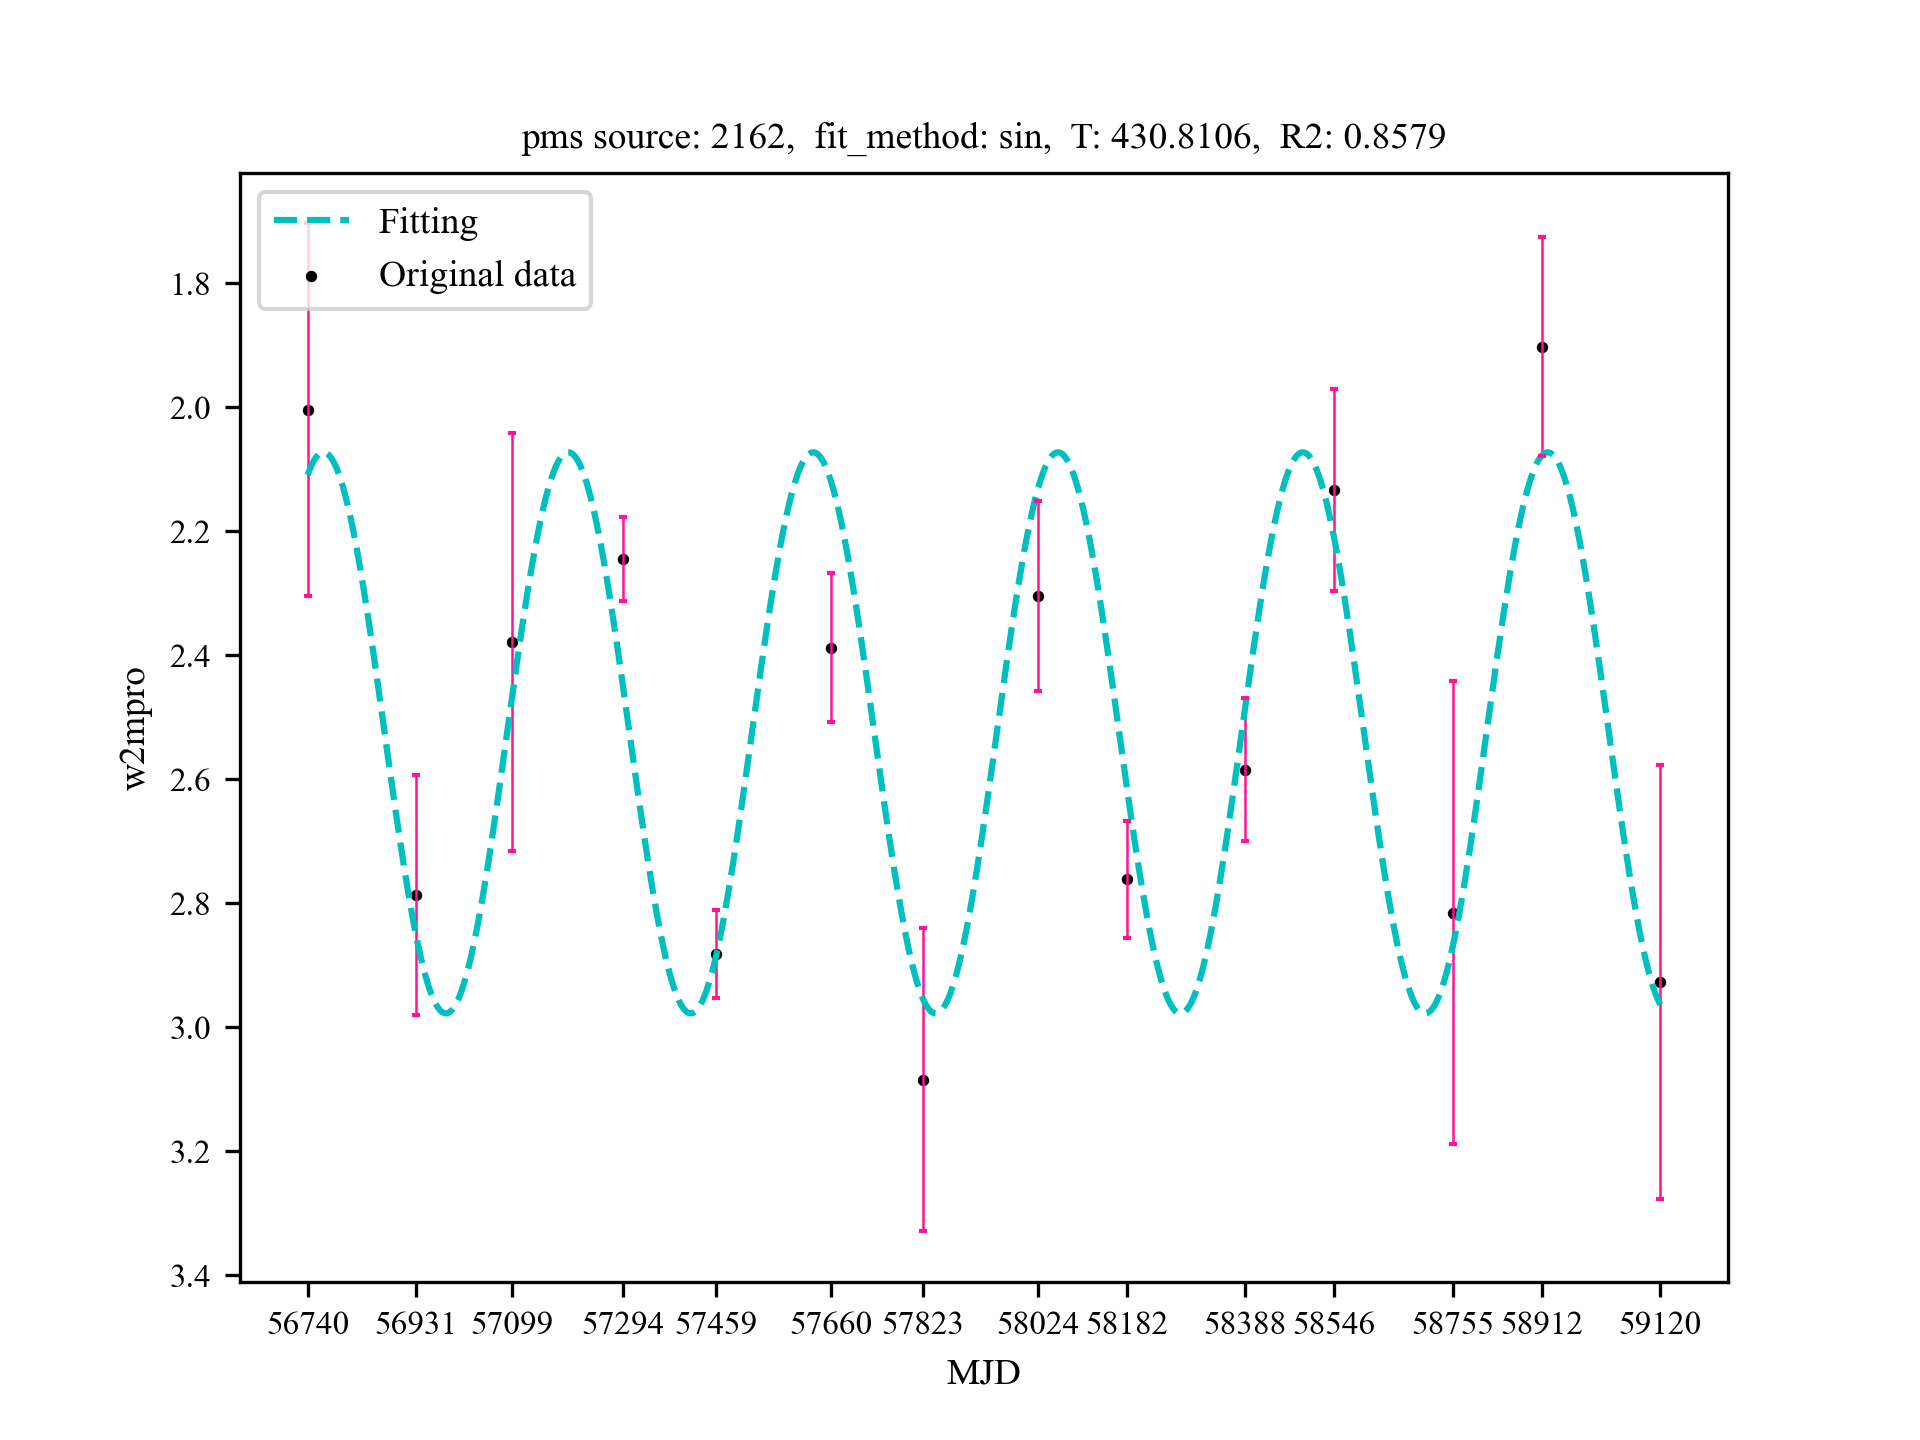 pms source: 2162,  fit_method: sin,  T: 430.8106,  R2: 0.8579
Fitting
Original data
1.8
2.0
2.2
2.4
2.6
2.8
3.0
3.2
3.4
w2mpro
56740 56931 57099 57294 57459 57660 57823 58024 58182 58388 58546 58755 58912 59120
MJD